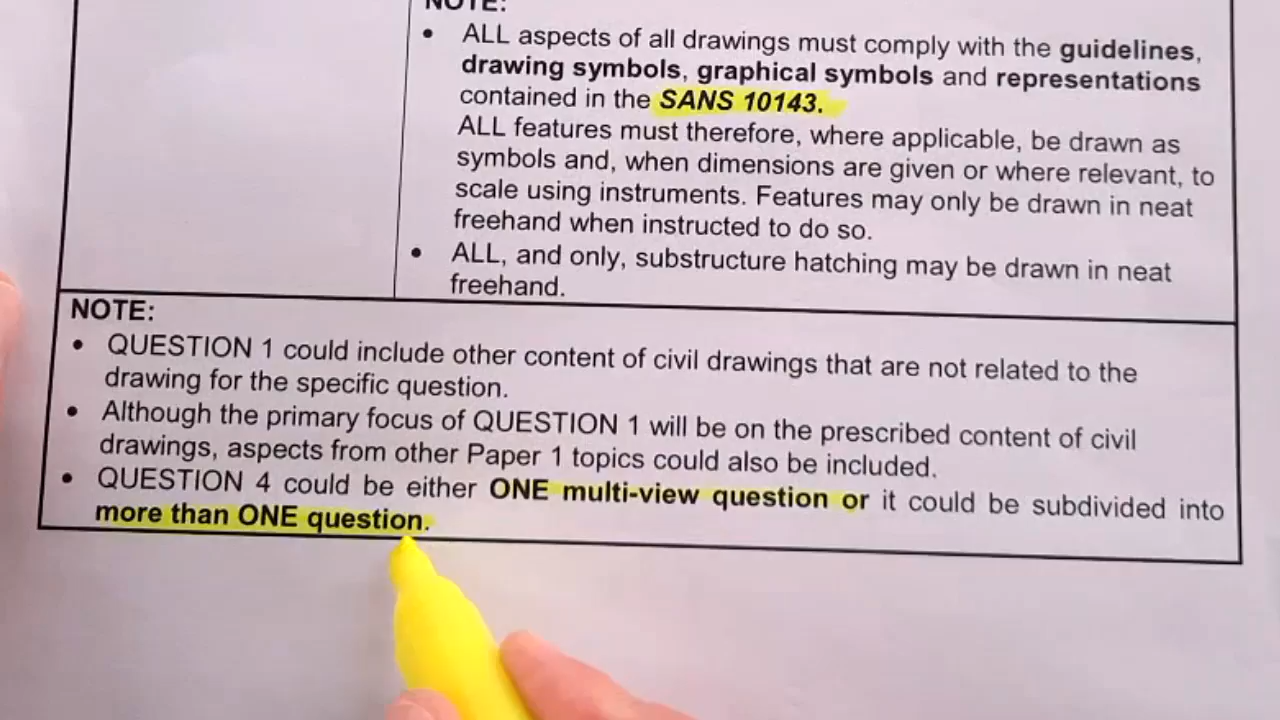 NOTE:
• ALL aspects of all drawings must comply with the guidelines,
drawing symbols, graphical symbols and representations
contained in the SANS 10143.
ALL features must therefore, where applicable, be drawn as
symbols and, when dimensions are given or where relevant, to
scale using instruments. Features may only be drawn in neat
freehand when instructed to do so.
• ALL, and only, substructure hatching may be drawn in neat
freehand.
NOTE:
• QUESTION 1 could include other content of civil drawings that are not related to the
drawing for the specific question.
• Although the primary focus of QUESTION 1 will be on the prescribed content of civil
drawings, aspects from other Paper 1 topics could also be included.
• QUESTION 4 could be either ONE multi-view question or it could be subdivided into
more than ONE question.